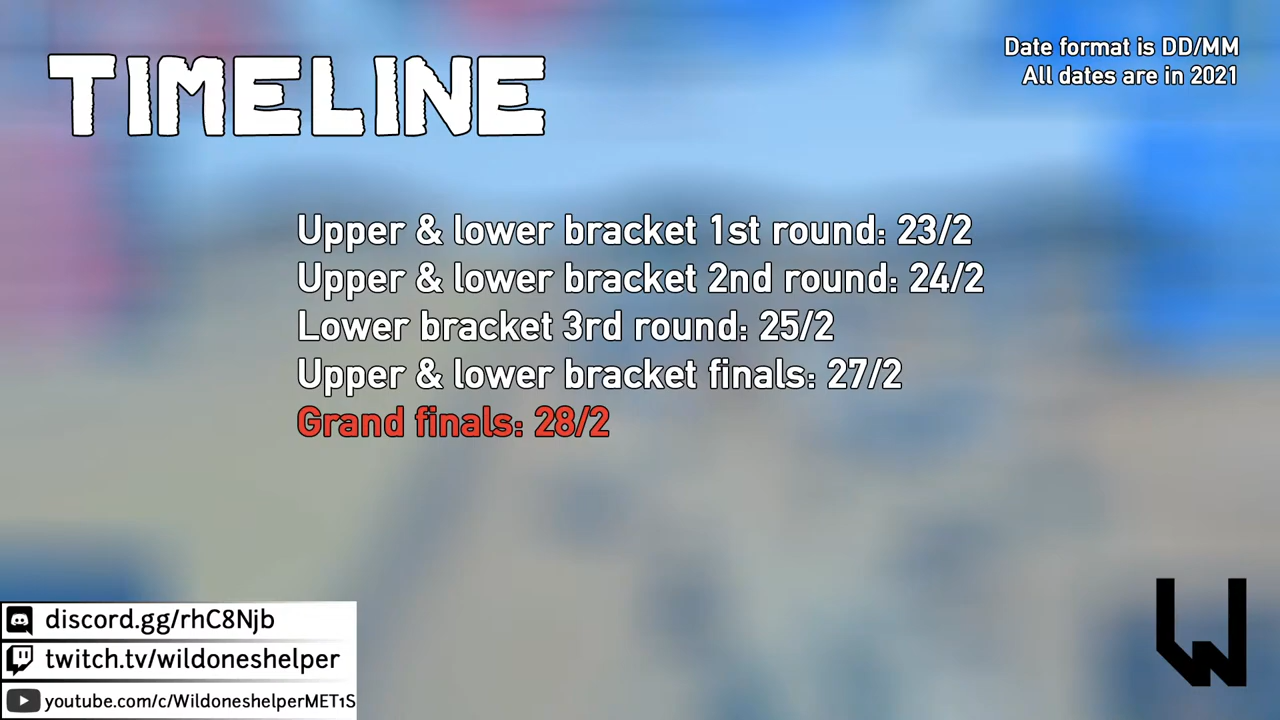 TIMELINE
Date format is DD/MM
All dates are in 2021
Upper & lower bracket 1st round: 23/2
Upper & lower bracket 2nd round: 24/2
Lower bracket 3rd round: 25/2
Upper & lower bracket finals: 27/2
Grand finals: 28/2
discord.gg/rhC8Njb
twitch.tv/wildoneshelper
youtube.com/c/WildoneshelperMET1S
W